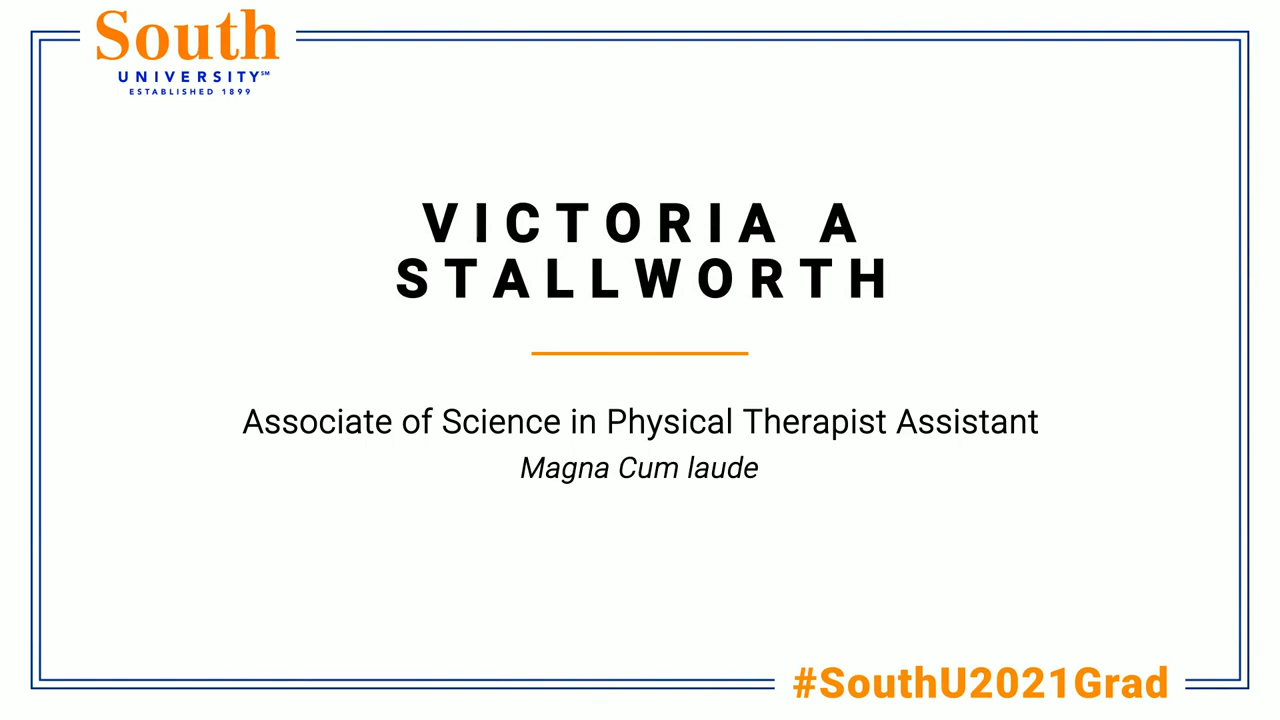 South
UNIVERSITY℠
ESTABLISHED 1899
VICTORIA A
STALLWORTH
Associate of Science in Physical Therapist Assistant
Magna Cum laude
#SouthU2021Grad